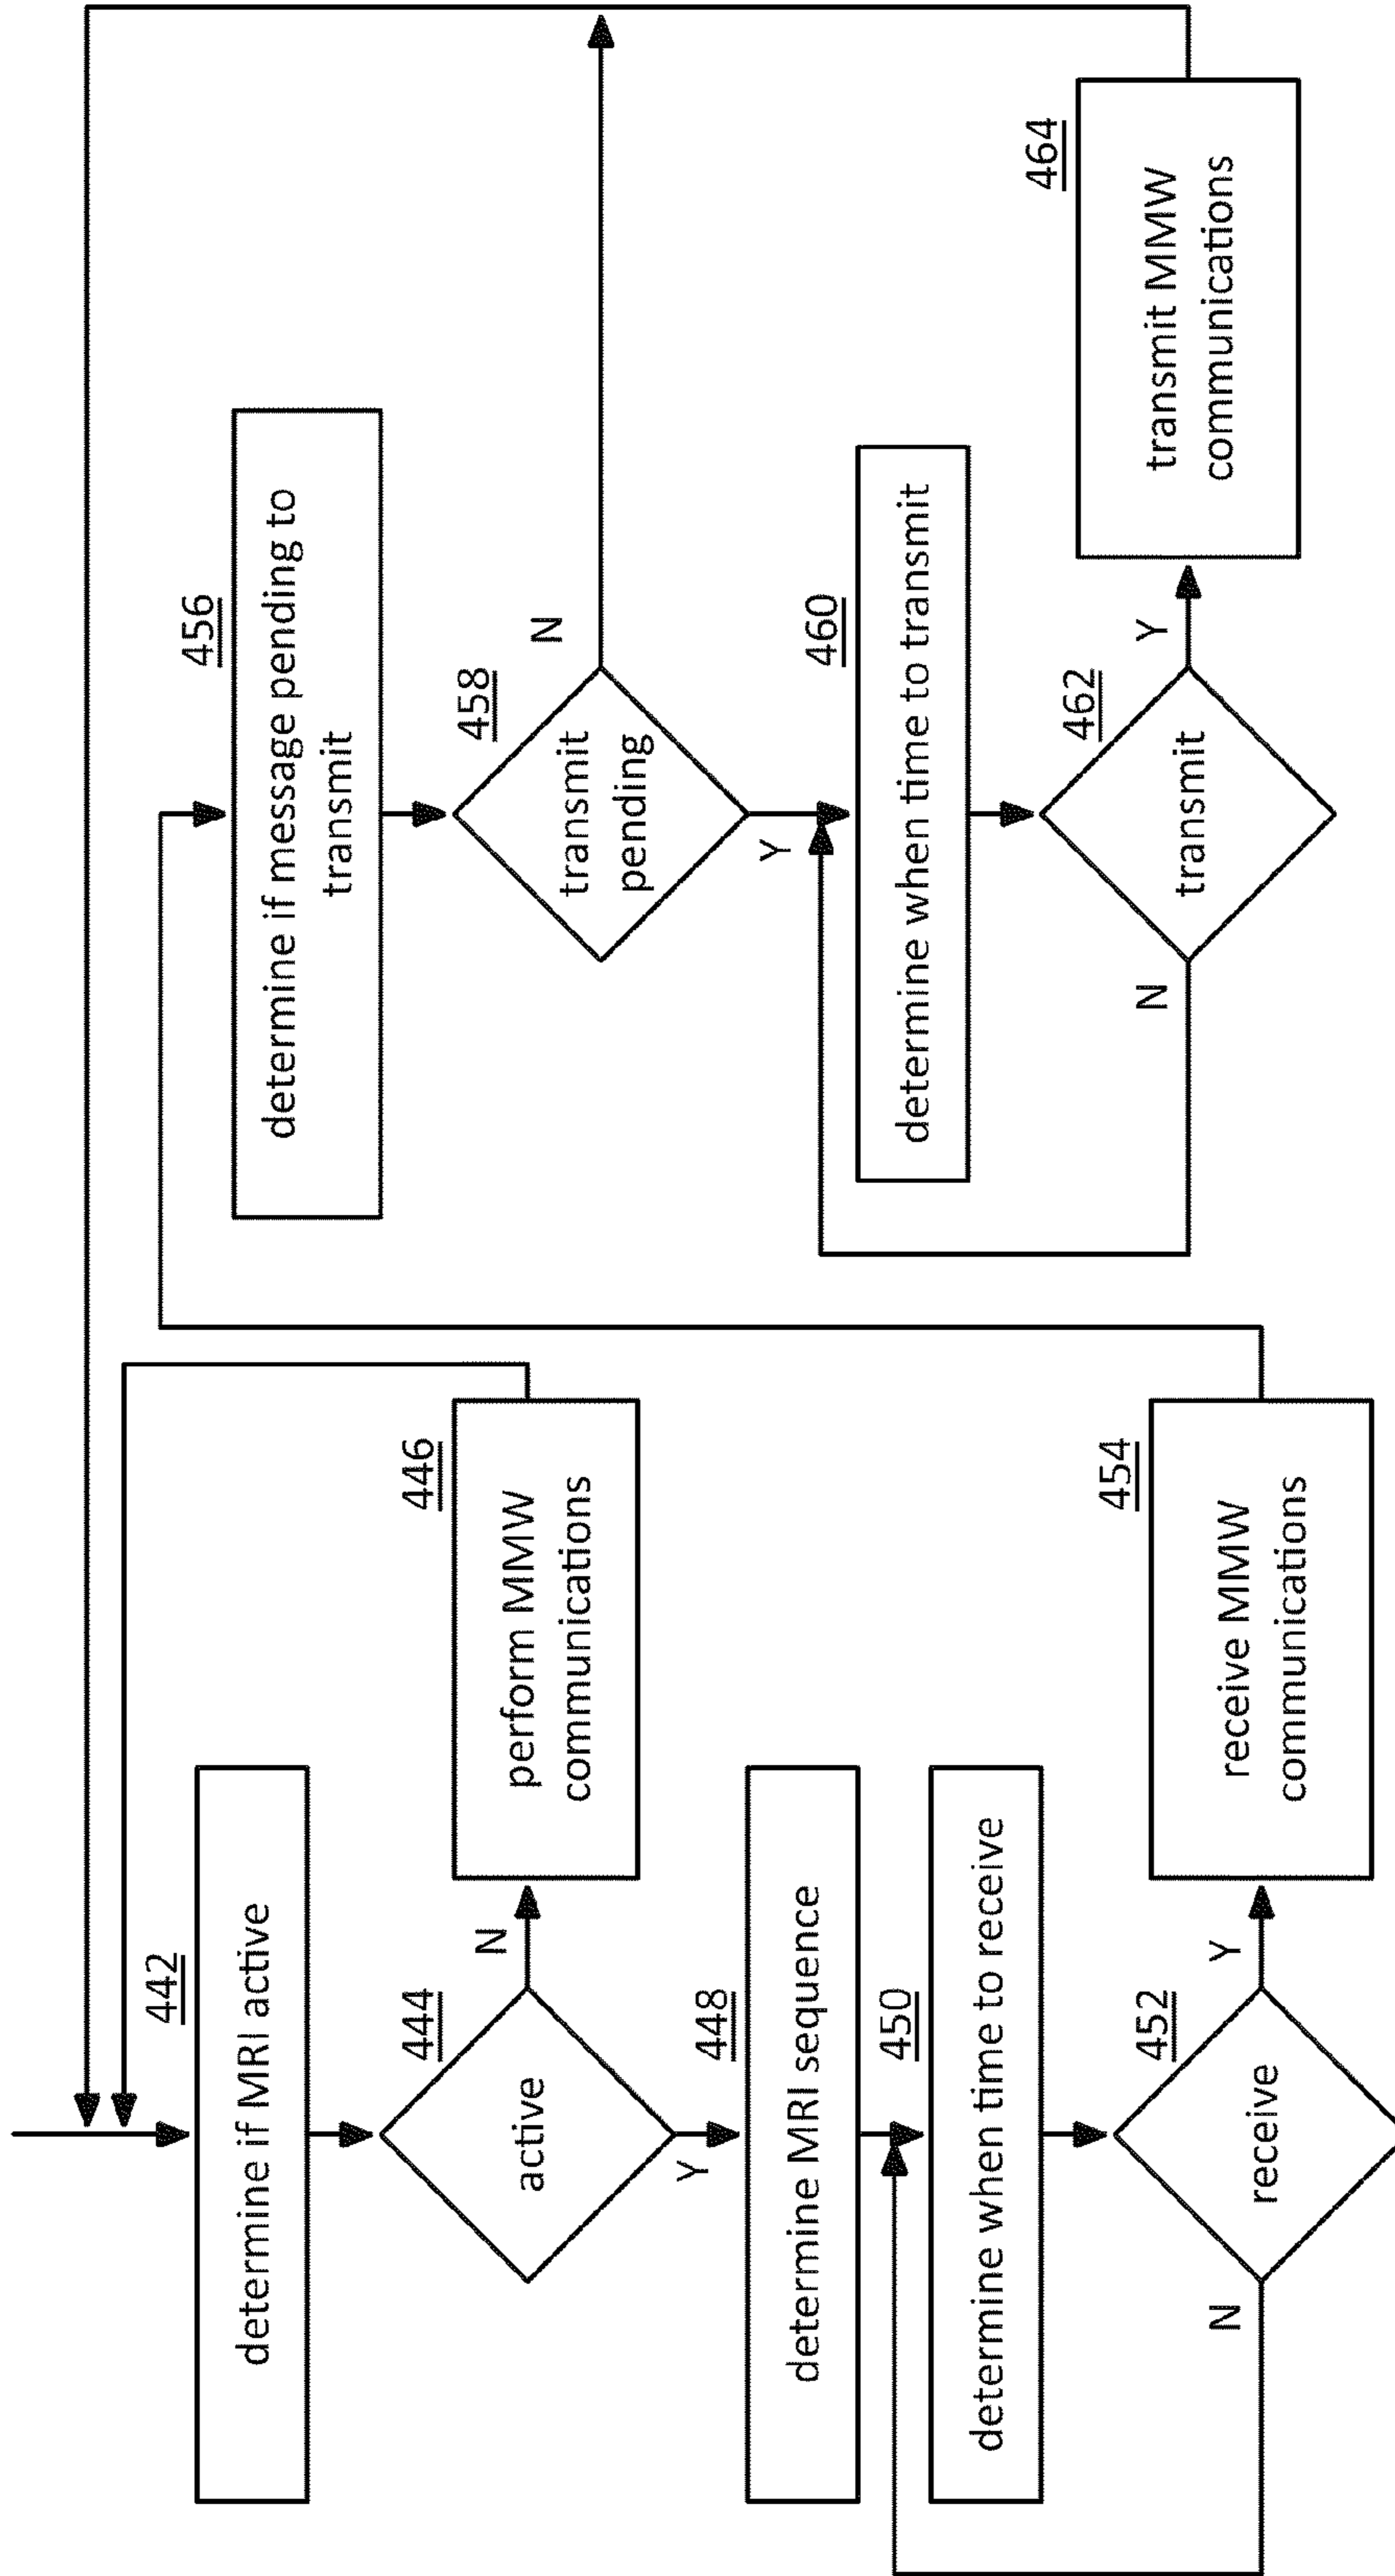 442
determine if MRI active
444
active
N
Y
446
perform MMW
communications
448
determine MRI sequence
450
determine when time to receive
452
receive
N
Y
454
receive MMW
communications
456
determine if message pending to
transmit
458
transmit
pending
N
Y
460
determine when time to transmit
462
transmit
N
Y
464
transmit MMW
communications